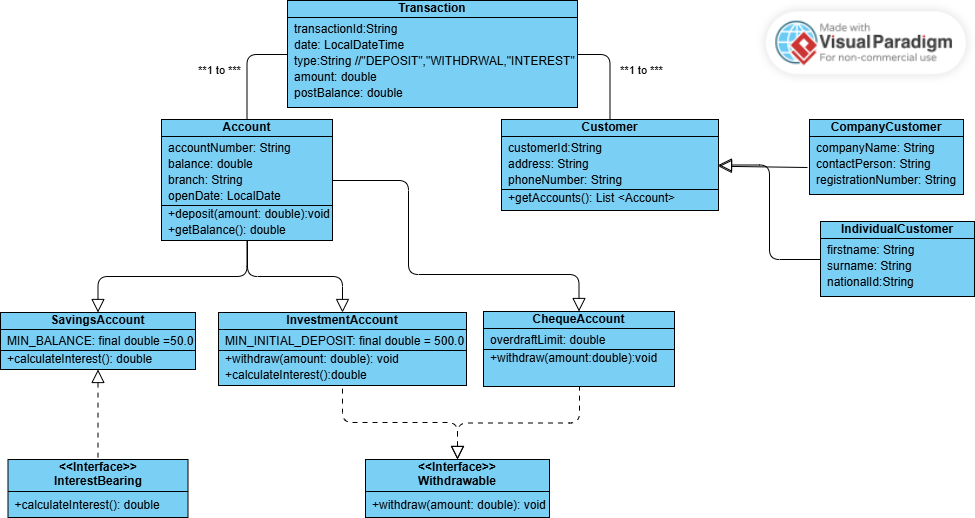 Transaction
transactionId:String
date: LocalDateTime
type:String //"DEPOSIT","WITHDRWAL,"INTEREST"
amount: double
postBalance: double
Made with
Visual Paradigm
For non-commercial use
**1 to ***
**1 to ***
Account
accountNumber: String
balance: double
branch: String
openDate: LocalDate
+deposit(amount: double):void
+getBalance(): double
Customer
customerId:String
address: String
phoneNumber: String
+getAccounts(): List <Account>
CompanyCustomer
companyName: String
contactPerson: String
registrationNumber: String
IndividualCustomer
firstname: String
surname: String
nationalId:String
SavingsAccount
MIN_BALANCE: final double =50.0
+calculateInterest(): double
InvestmentAccount
MIN_INITIAL_DEPOSIT: final double = 500.0
+withdraw(amount: double): void
+calculateInterest():double
ChequeAccount
overdraftLimit: double
+withdraw(amount:double):void
<<Interface>>
InterestBearing
+calculateInterest(): double
<<Interface>>
Withdrawable
+withdraw(amount: double): void